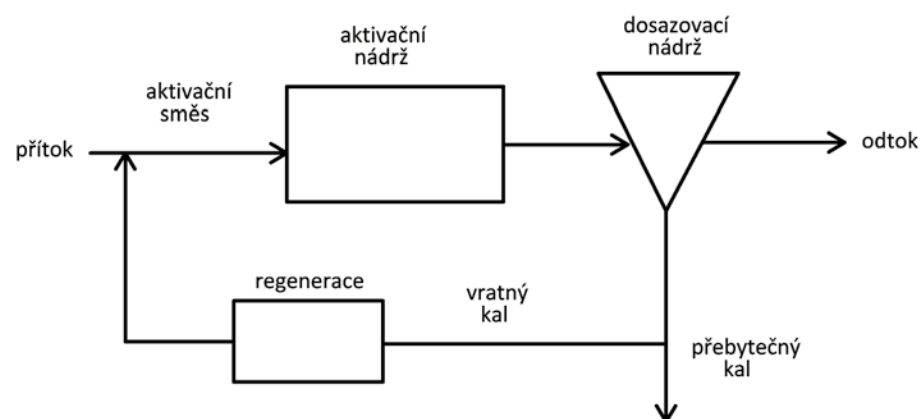 aktivační
nádrž
dosazovací
nádrž
aktivační
směs
přítok
odtok
regenerace
vratný
kal
přebytečný
kal